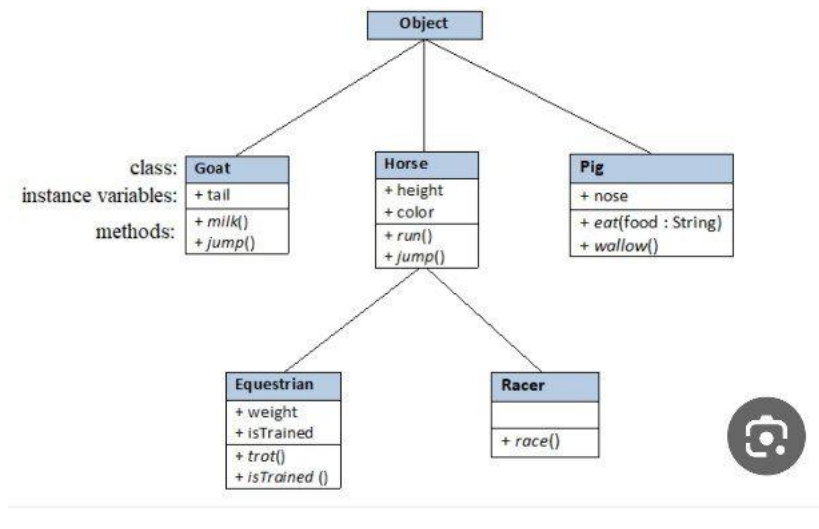 Object
class:
instance variables:
methods:
Goat
+ tail
+ milk()
+ jump()
Horse
+ height
+ color
+ run()
+ jump()
Pig
+ nose
+ eat(food : String)
+ wallow()
Equestrian
+ weight
+ isTrained
+ trot()
+ isTrained ()
Racer
+ race()